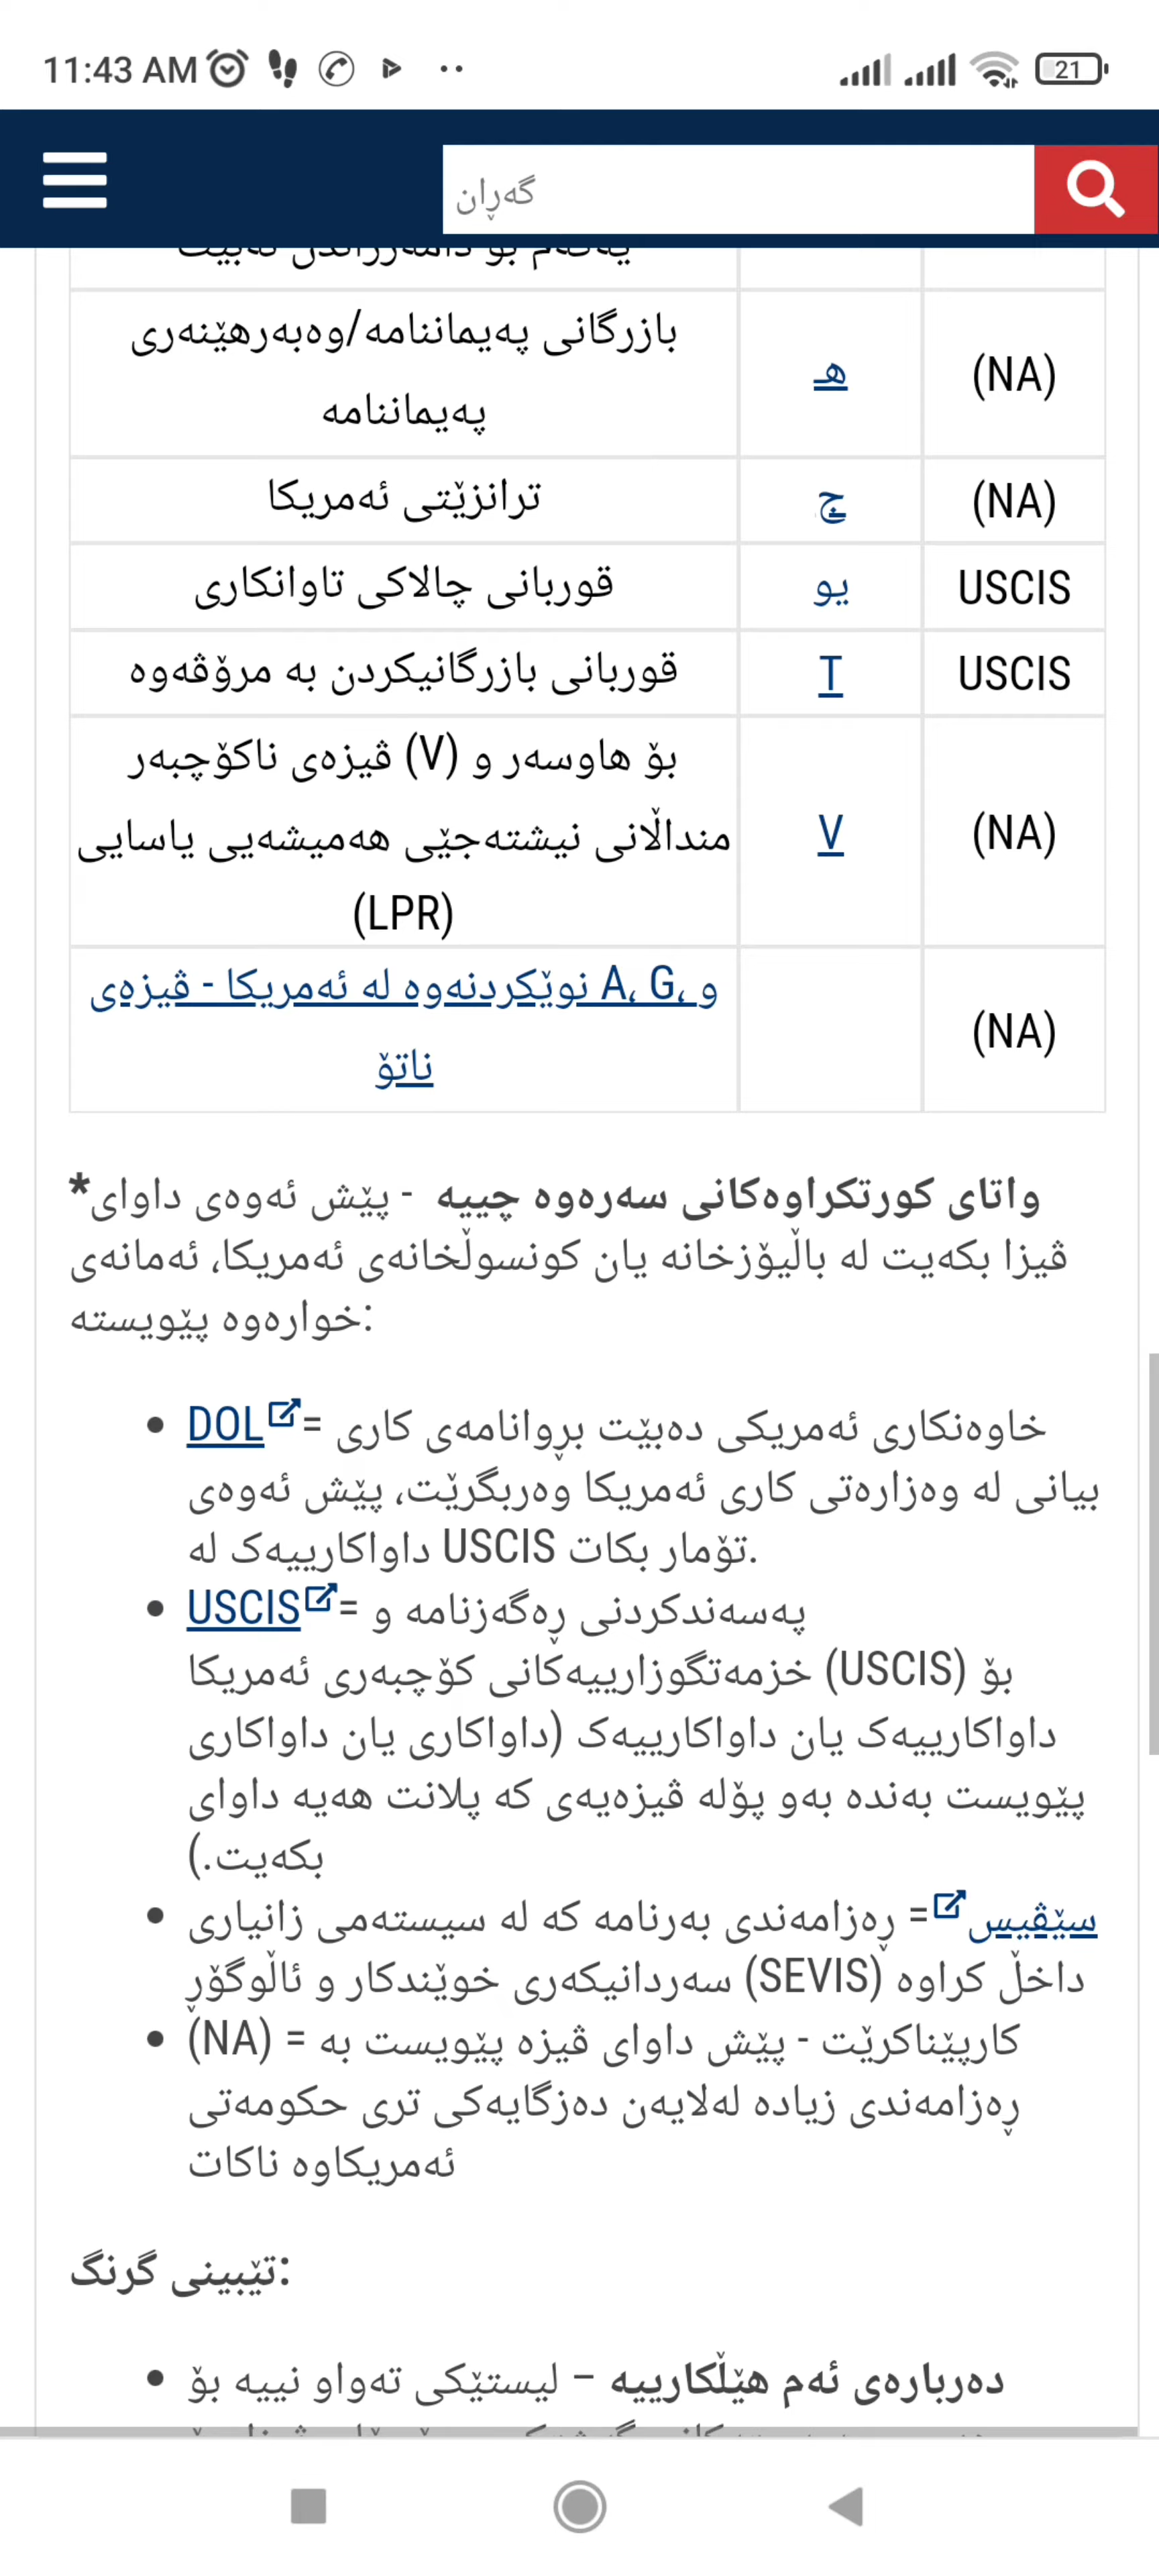 11:43 AM
21
گەڕان
بازرگانی پەیماننامە/وەبەرهێنەری
پەیماننامە
هـ
(NA)
ترانزێتی ئەمریکا
ج
(NA)
قوربانی چالاکی تاوانکاری
یو
USCIS
قوربانی بازرگانیکردن بە مرۆڤەوە
T
USCIS
بۆ هاوسەر و (V) ڤیزەی ناکۆچبەر
منداڵانی نیشتەجێی هەمیشەیی یاسایی
(LPR)
V
(NA)
و ،A، G نوێکردنەوە لە ئەمریکا - ڤیزەی
ناتۆ
(NA)
*واتای کورتکراوەکانی سەرەوە چییە - پێش ئەوەی داوای
ڤیزا بکەیت لە باڵیۆزخانە یان کونسوڵخانەی ئەمریکا، ئەمانەی
خوارەوە پێویستە:
DOL = خاوەنکاری ئەمریکی دەبێت بڕوانامەی کاری
بیانی لە وەزارەتی کاری ئەمریکا وەربگرێت، پێش ئەوەی
داواکارییەک لە USCIS تۆمار بکات.
USCIS = پەسەندکردنی ڕەگەزنامە و
خزمەتگوزارییەکانی کۆچبەری ئەمریکا (USCIS) بۆ
داواکارییەک یان داواکارییەک (داواکاری یان داواکاری
پێویست بەندە بەو پۆلە ڤیزەیەی کە پلانت هەیە داوای
بکەیت.)
سێڤیس = ڕەزامەندی بەرنامە کە لە سیستەمی زانیاری
سەردانیکەری خوێندکار و ئاڵوگۆڕ (SEVIS) داخڵ کراوە
(NA) = کارپێناکرێت - پێش داوای ڤیزە پێویست بە
ڕەزامەندی زیادە لەلایەن دەزگایەکی تری حکومەتی
ئەمریکاوە ناکات
تێبینی گرنگ:
دەربارەی ئەم هێڵکارییە – لیستێکی تەواو نییە بۆ